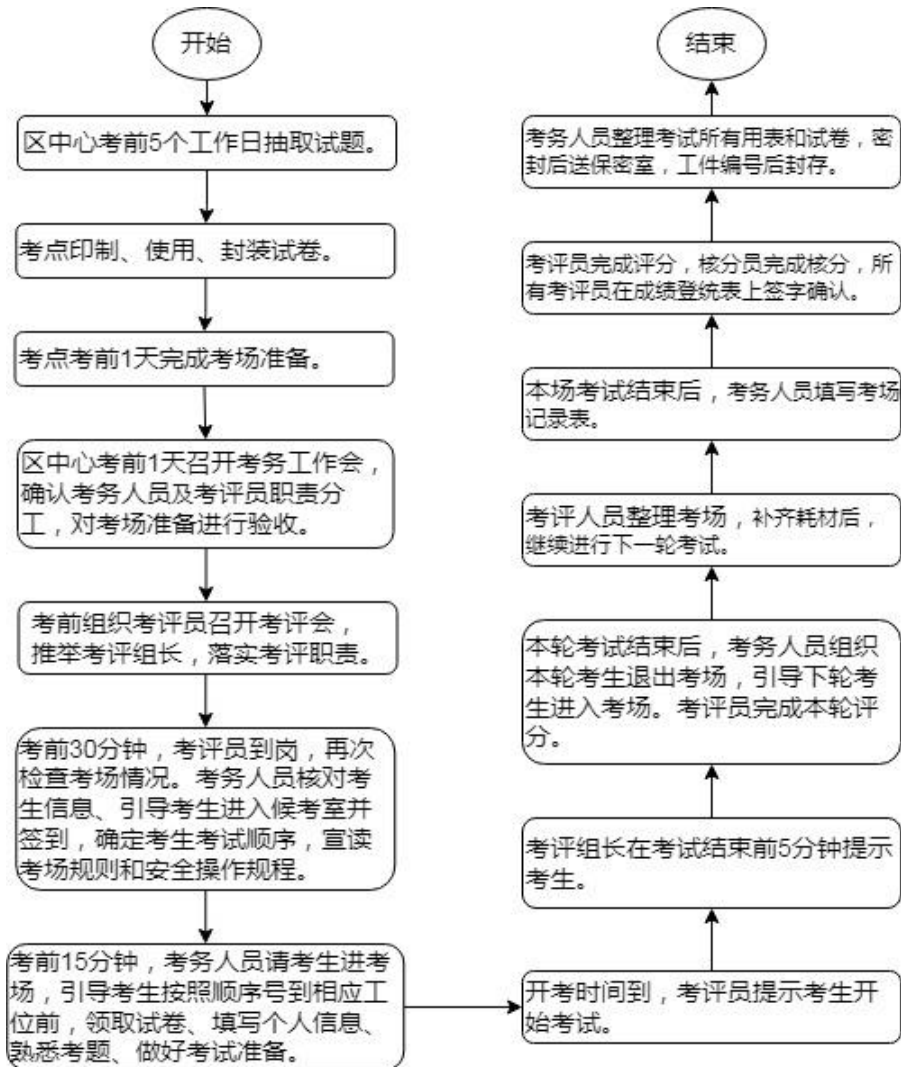 开始
区中心考前5个工作日抽取试题。
考点印制、使用、封装试卷。
考点考前1天完成考场准备。
区中心考前1天召开考务工作会，
确认考务人员及考评员职责分
工，对考场准备进行验收。
考前组织考评员召开考评会，
推举考评组长，落实考评职责。
考前30分钟，考评员到岗，再次
检查考场情况。考务人员核对考
生信息、引导考生进入候考室并
签到，确定考生考试顺序，宣读
考场规则和安全操作规程。
考前15分钟，考务人员请考生进考
场，引导考生按照顺序号到相应工
位前，领取试卷、填写个人信息、
熟悉考题、做好考试准备。
开考时间到，考评员提示考生开
始考试。
考评组长在考试结束前5分钟提示
考生。
本轮考试结束后，考务人员组织
本轮考生退出考场，引导下轮考
生进入考场。考评员完成本轮评
分。
考评人员整理考场，补齐耗材后，
继续进行下一轮考试。
本场考试结束后，考务人员填写考场
记录表。
考评员完成评分，核分员完成核分，所
有考评员在成绩登统表上签字确认。
考务人员整理考试所有用表和试卷，密
封后送保密室，工件编号后封存。
结束